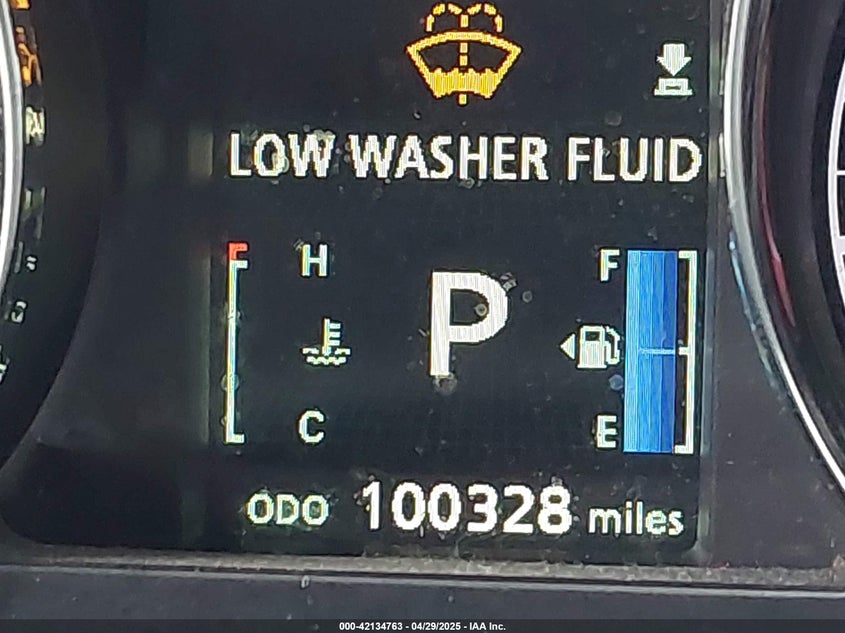 LOW WASHER FLUID
H F
P
C E
ODO 100328 miles
000-42134763 - 04/29/2025 - IAA Inc.